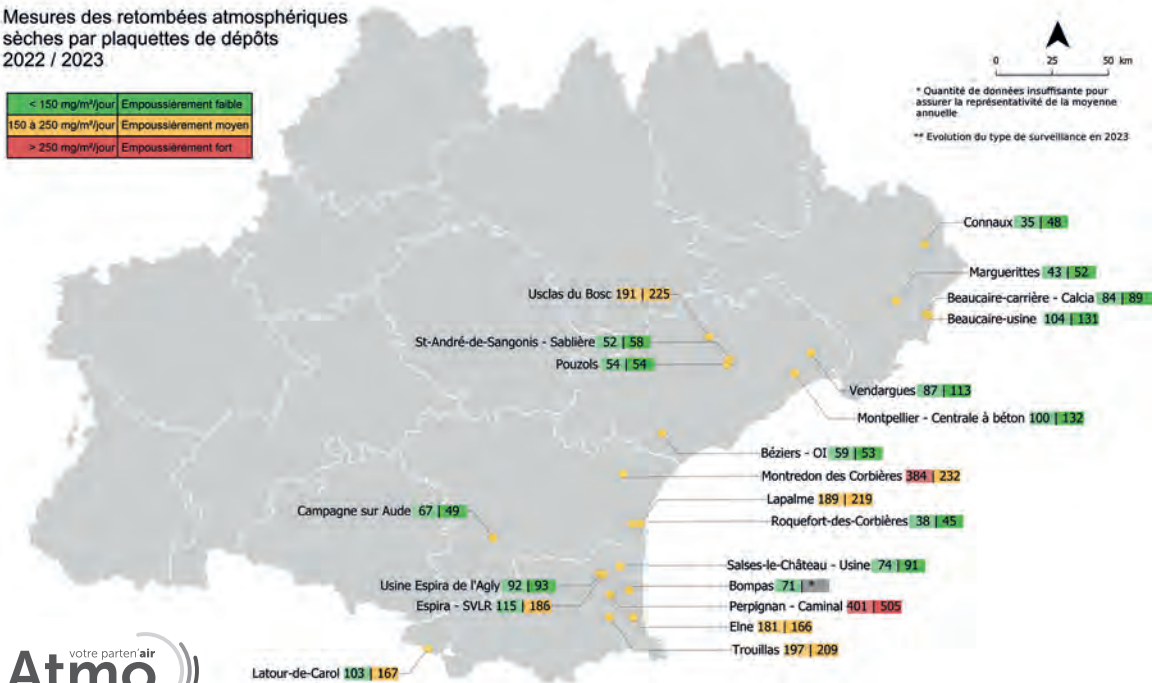 Mesures des retombées atmosphériques
sèches par plaquettes de dépôts
2022 / 2023
< 150 mg/m²/jour Empoussièrement faible
150 à 250 mg/m²/jour Empoussièrement moyen
> 250 mg/m²/jour Empoussièrement fort
0 25 50 km
* Quantité de données insuffisante pour
assurer la représentativité de la moyenne
annuelle
** Evolution du type de surveillance en 2023
Connaux 35 | 48
Marguerittes 43 | 52
Usclas du Bosc 191 | 225
Beaucaire-carrière - Calcia 84 | 89
Beaucaire-usine 104 | 131
St-André-de-Sangonis - Sablière 52 | 58
Pouzols 54 | 54
Vendargues 87 | 113
Montpellier - Centrale à béton 100 | 132
Béziers - OI 59 | 53
Montredon des Corbières 384 | 232
Lapalme 189 | 219
Campagne sur Aude 67 | 49
Roquefort-des-Corbières 38 | 45
Salses-le-Château - Usine 74 | 91
Usine Espira de l'Agly 92 | 93
Bompas 71 | *
Espira - SVLR 115 | 186
Perpignan - Caminal 401 | 505
Elne 181 | 166
Trouillas 197 | 209
votre parten'air
Atmo
Latour-de-Carol 103 | 167